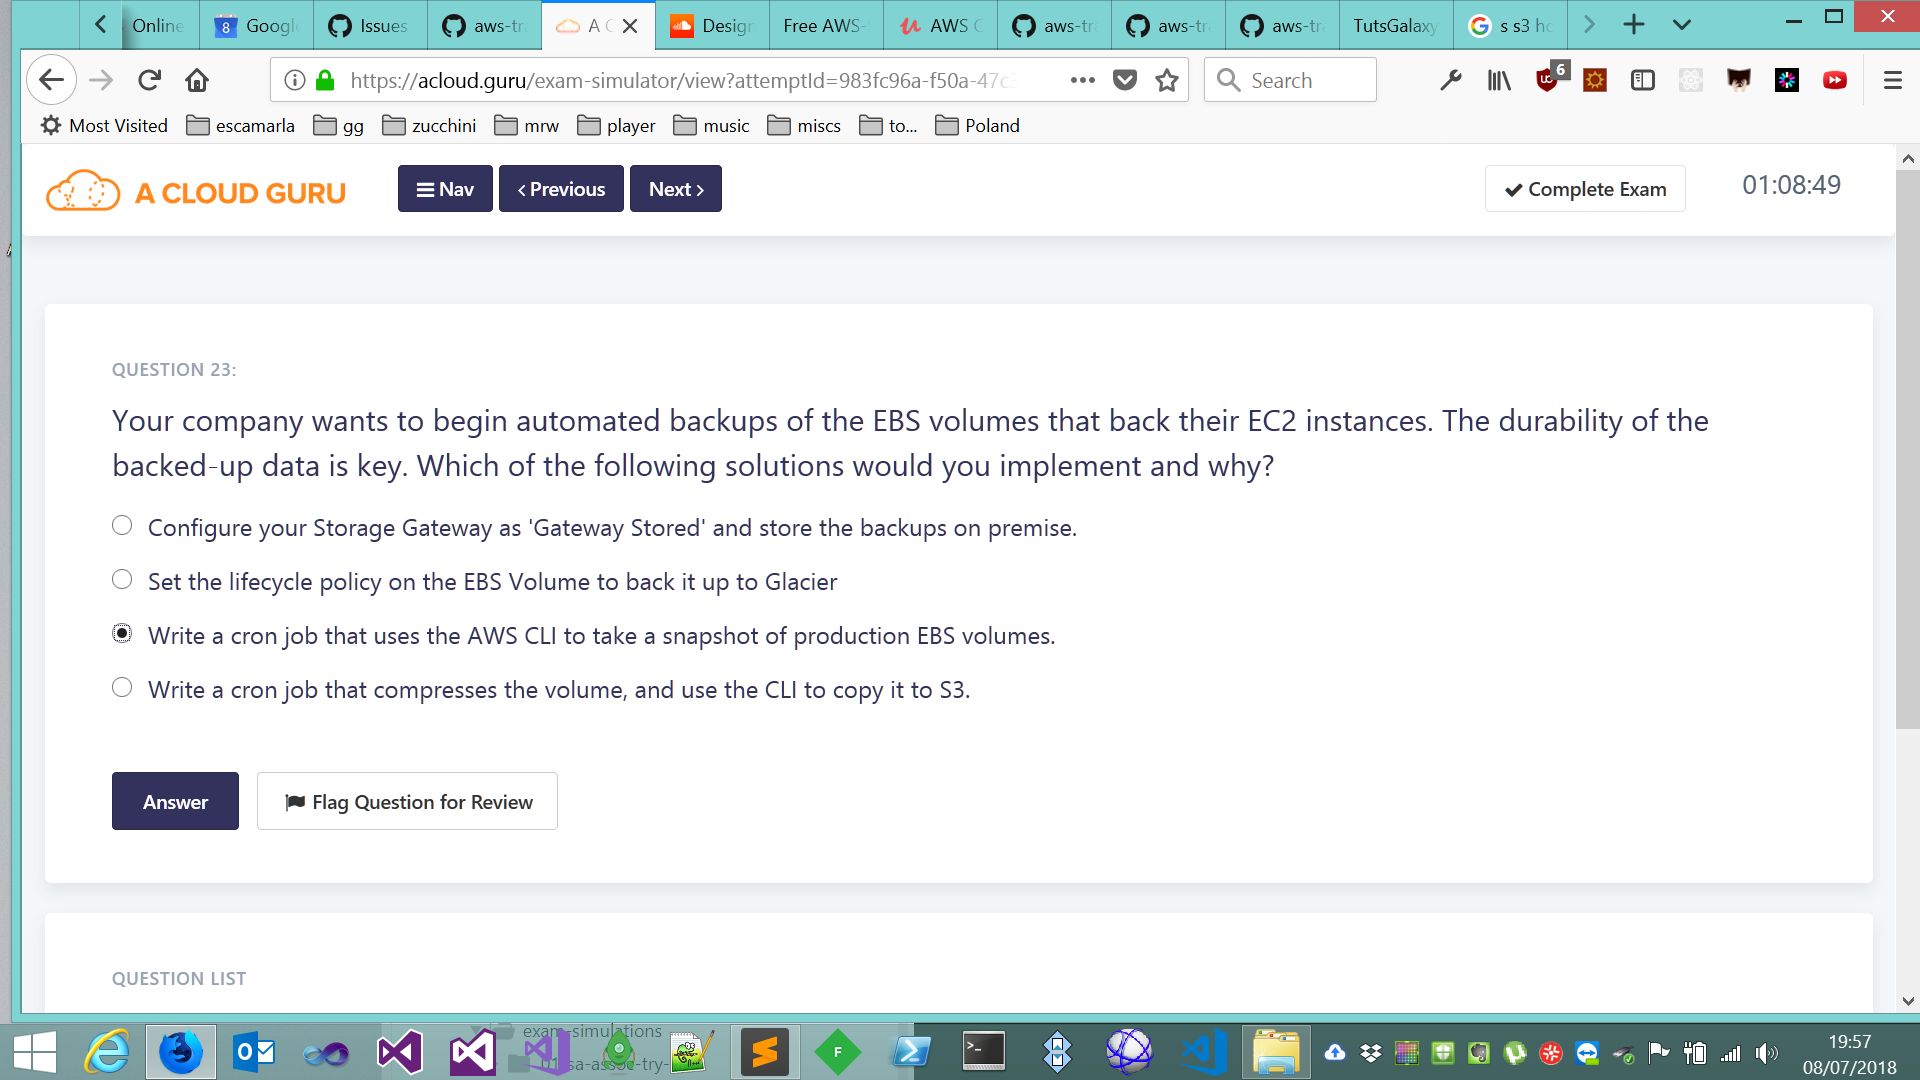 Online
Googl
Issues
aws-tr
A C
Design
Free AWS-
AWS C
aws-tr
aws-tr
aws-tr
TutsGalaxy
s s3 ho
https://acloud.guru/exam-simulator/view?attemptId=983fc96a-f50a-47c
Search
6
Most Visited
escamarla
gg
zucchini
mrw
player
music
miscs
to...
Poland
A CLOUD GURU
Nav
Previous
Next
Complete Exam
01:08:49
QUESTION 23:
Your company wants to begin automated backups of the EBS volumes that back their EC2 instances. The durability of the
backed-up data is key. Which of the following solutions would you implement and why?
Configure your Storage Gateway as 'Gateway Stored' and store the backups on premise.
Set the lifecycle policy on the EBS Volume to back it up to Glacier
Write a cron job that uses the AWS CLI to take a snapshot of production EBS volumes.
Write a cron job that compresses the volume, and use the CLI to copy it to S3.
Answer
Flag Question for Review
QUESTION LIST
exam-simulations
19:57
08/07/2018